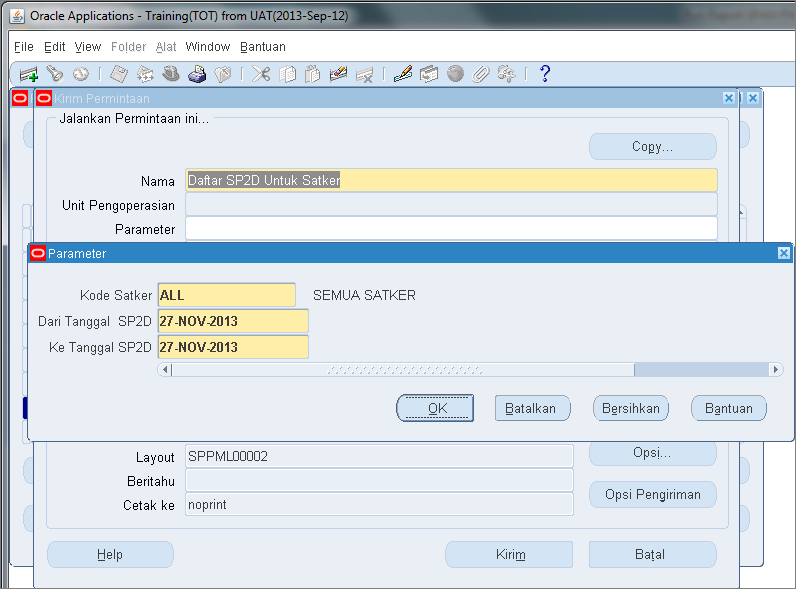 Oracle Applications - Training(TOT) from UAT(2013-Sep-12)
File Edit View Folder Alat Window Bantuan
Kirim Permintaan
Jalankan Permintaan ini...
Copy...
Nama Daftar SP2D Untuk Satker
Unit Pengoperasian
Parameter
Parameter
Kode Satker ALL SEMUA SATKER
Dari Tanggal SP2D 27-NOV-2013
Ke Tanggal SP2D 27-NOV-2013
OK Batalkan Bersihkan Bantuan
Layout SPPML00002 Opsi...
Beritahu
Cetak ke noprint Opsi Pengiriman
Help Kirim Batal